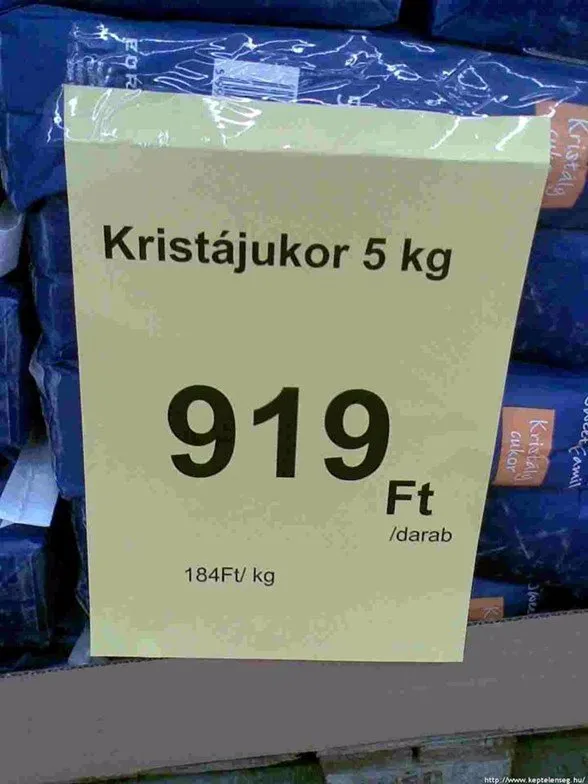 Kristály
cukor
Kristájukor 5 kg
919
Ft
/darab
184Ft/ kg
Kristály
cukor
http://www.keptelenseg.hu/